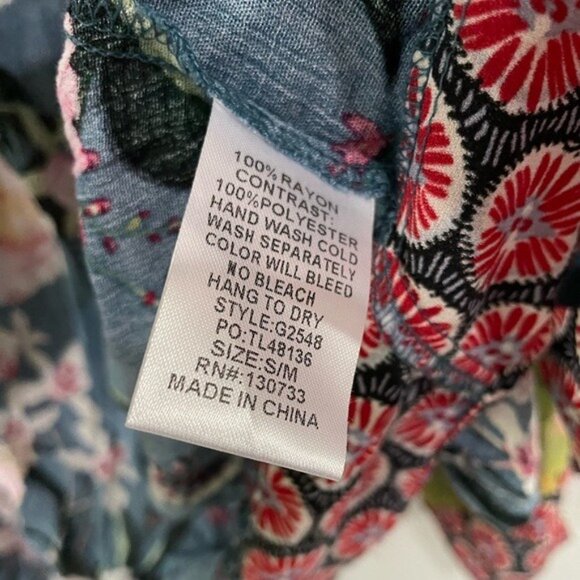 100%RAYON
CONTRAST:
100%POLYESTER
HAND WASH COLD
WASH SEPARATELY
COLOR WILL BLEED
NO BLEACH
HANG TO DRY
STYLE:G2548
PO:TL48136
SIZE:S/M
RN#:130733
MADE IN CHINA